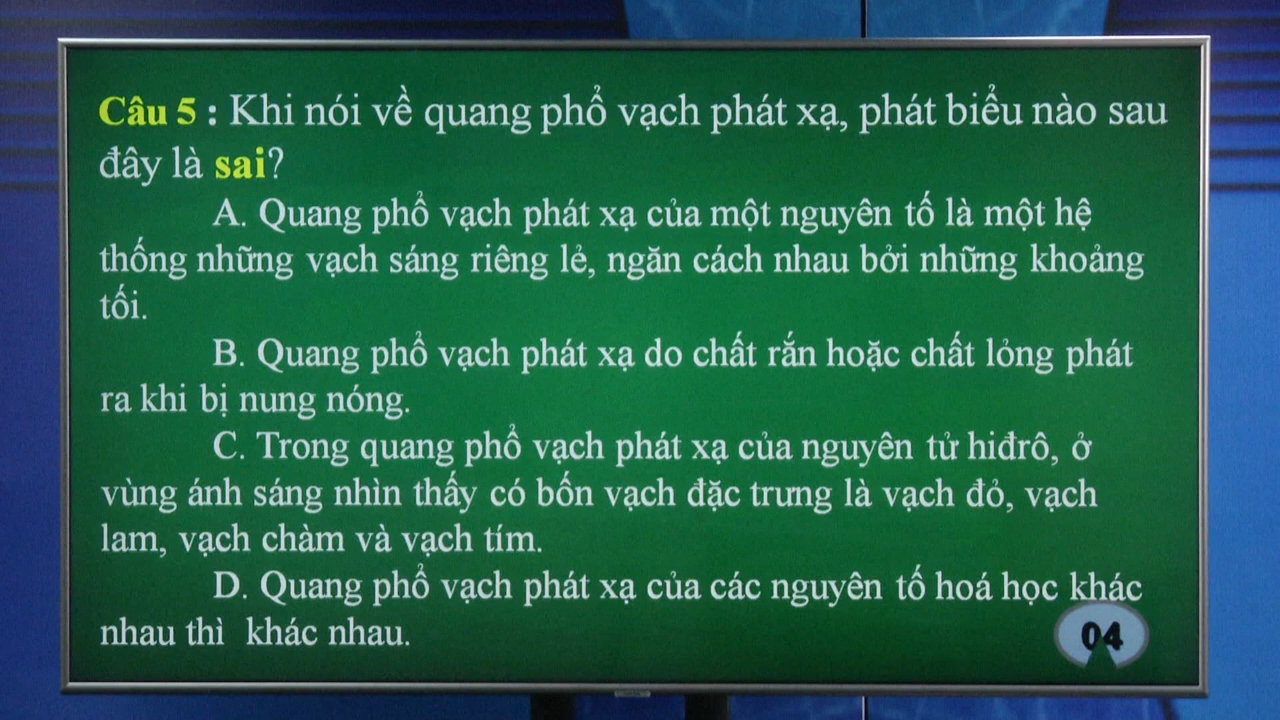 Câu 5 : Khi nói về quang phổ vạch phát xạ, phát biểu nào sau
đây là sai?
A. Quang phổ vạch phát xạ của một nguyên tố là một hệ
thống những vạch sáng riêng lẻ, ngăn cách nhau bởi những khoảng
tối.
B. Quang phổ vạch phát xạ do chất rắn hoặc chất lỏng phát
ra khi bị nung nóng.
C. Trong quang phổ vạch phát xạ của nguyên tử hiđrô, ở
vùng ánh sáng nhìn thấy có bốn vạch đặc trưng là vạch đỏ, vạch
lam, vạch chàm và vạch tím.
D. Quang phổ vạch phát xạ của các nguyên tố hoá học khác
nhau thì khác nhau.
04